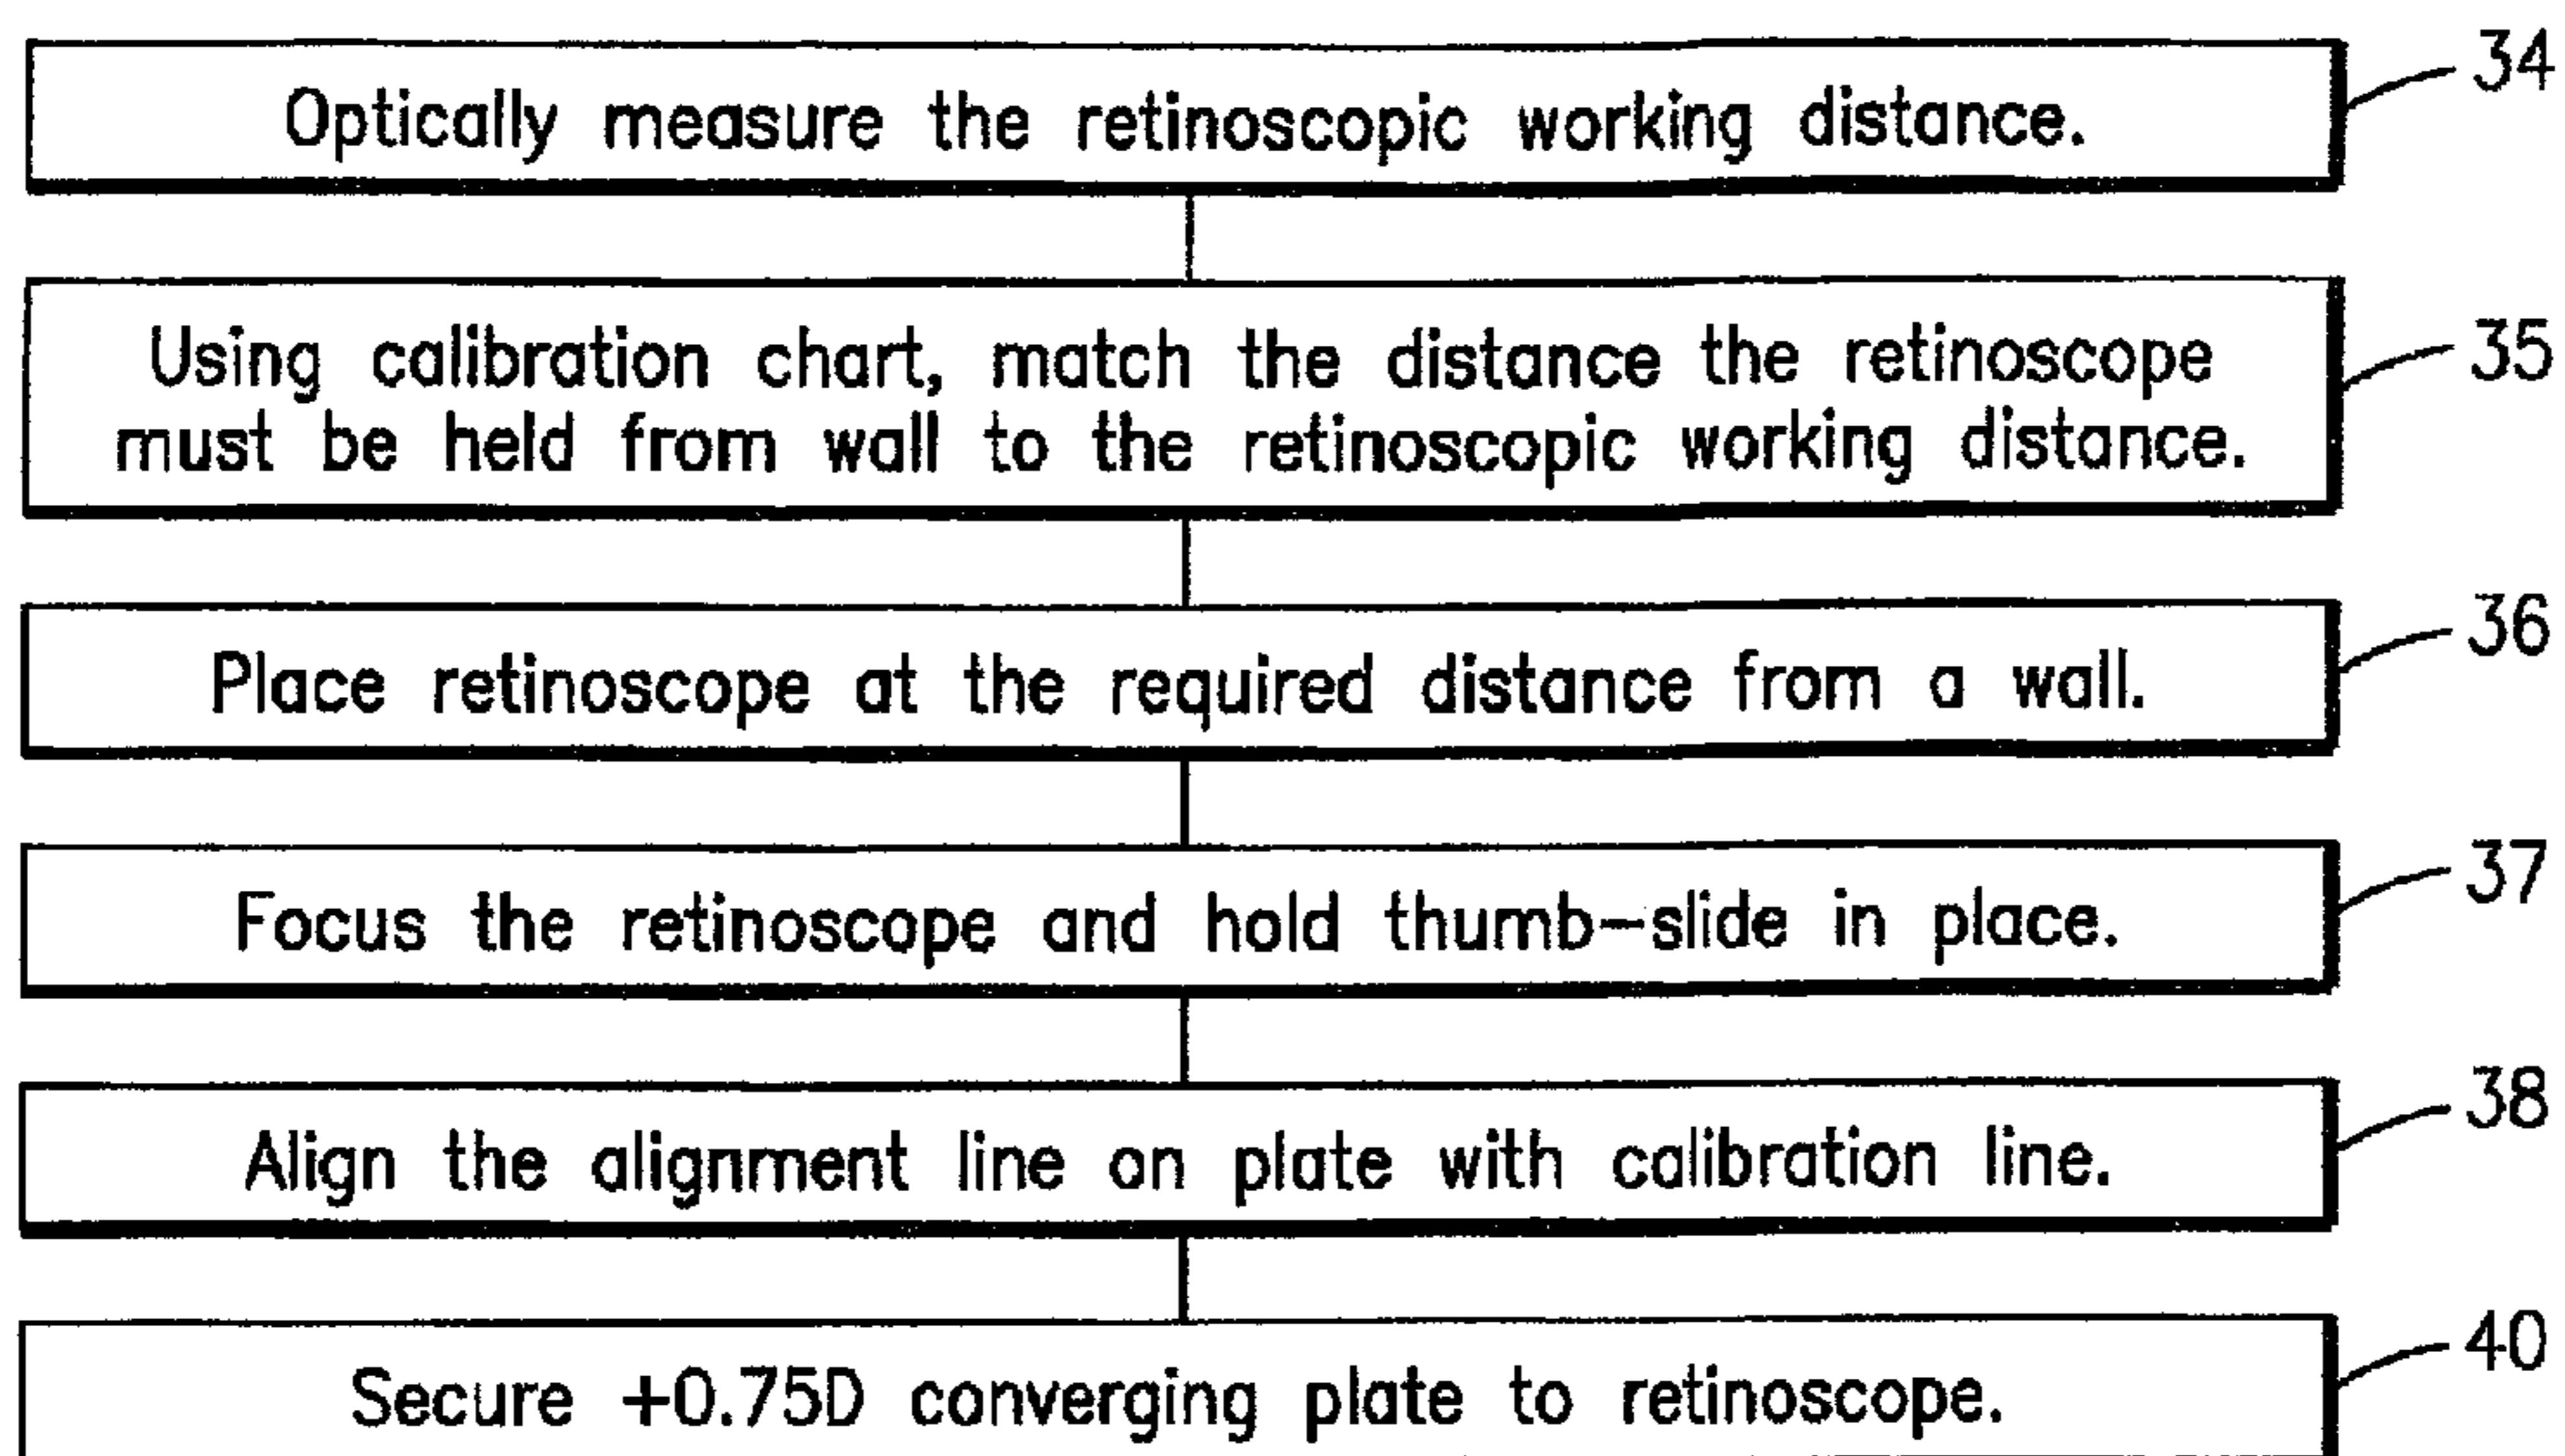 Optically measure the retinoscopic working distance.
34
Using calibration chart, match the distance the retinoscope
must be held from wall to the retinoscopic working distance.
35
Place retinoscope at the required distance from a wall.
36
Focus the retinoscope and hold thumb-slide in place.
37
Align the alignment line on plate with calibration line.
38
Secure +0.75D converging plate to retinoscope.
40